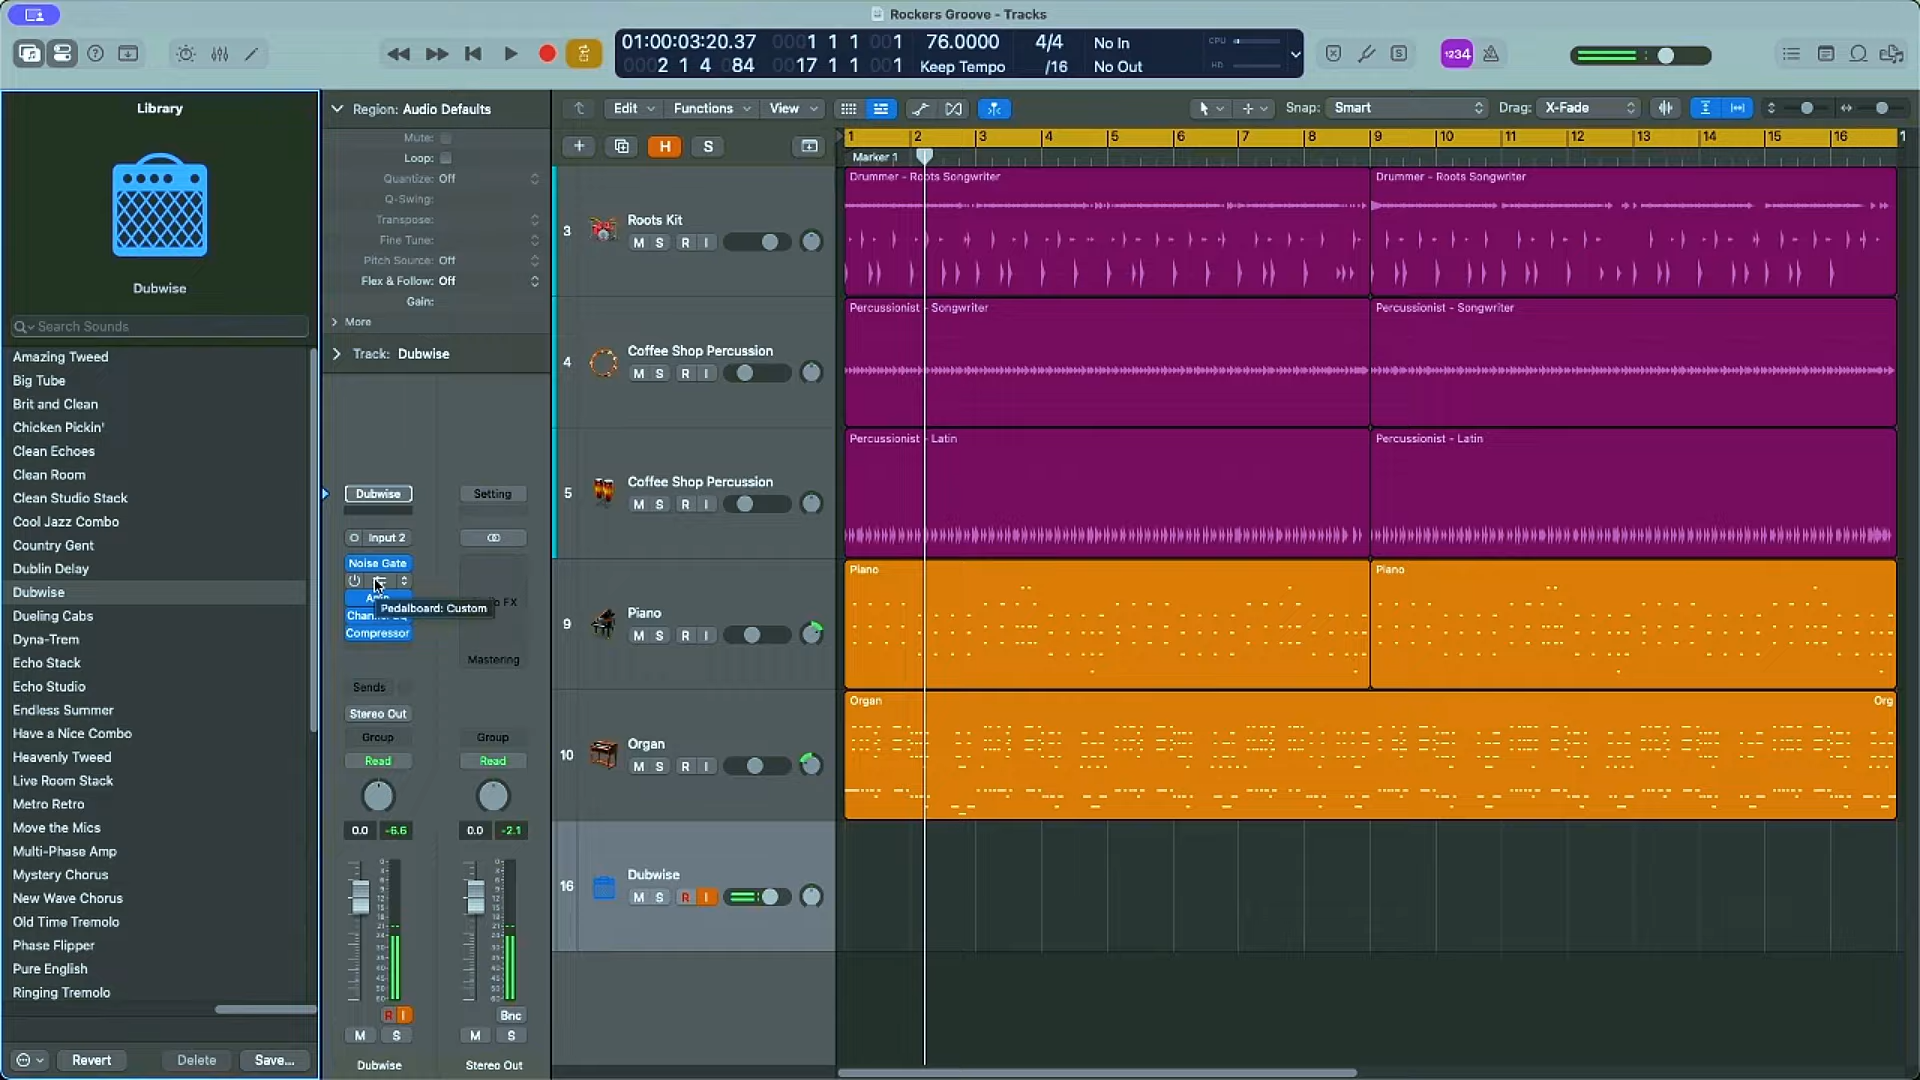 Rockers Groove - Tracks
01:00:03:20.37
0001 1 1 001
76.0000
4/4
No In
CPU
0002 1 4 084
0017 1 1 001
Keep Tempo
/16
No Out
HD
1234
Library
Dubwise
Search Sounds
Amazing Tweed
Big Tube
Brit and Clean
Chicken Pickin'
Clean Echoes
Clean Room
Clean Studio Stack
Cool Jazz Combo
Country Gent
Dublin Delay
Dubwise
Dueling Cabs
Dyna-Trem
Echo Stack
Echo Studio
Endless Summer
Have a Nice Combo
Heavenly Tweed
Live Room Stack
Metro Retro
Move the Mics
Multi-Phase Amp
Mystery Chorus
New Wave Chorus
Old Time Tremolo
Phase Flipper
Pure English
Ringing Tremolo
Revert
Delete
Save...
Region: Audio Defaults
Mute:
Loop:
Quantize: Off
Q-Swing:
Transpose:
Fine Tune:
Pitch Source: Off
Flex & Follow: Off
Gain:
More
Track: Dubwise
Dubwise
Setting
Input 2
Noise Gate
Pedalboard: Custom
FX
Compressor
Mastering
Sends
Stereo Out
Group
Group
Read
Read
0.0 -6.6
0.0 -2.1
R I
Bnc
M S
M S
Dubwise
Stereo Out
Edit
Functions
View
Snap: Smart
Drag: X-Fade
H
S
1 2 3 4 5 6 7 8 9 10 11 12 13 14 15 16 1
Marker 1
3
Roots Kit
M S R I
4
Coffee Shop Percussion
M S R I
5
Coffee Shop Percussion
M S R I
9
Piano
M S R I
10
Organ
M S R I
16
Dubwise
M S R I
Drummer - Roots Songwriter
Drummer - Roots Songwriter
Percussionist - Songwriter
Percussionist - Songwriter
Percussionist - Latin
Percussionist - Latin
Piano
Piano
Organ
Org